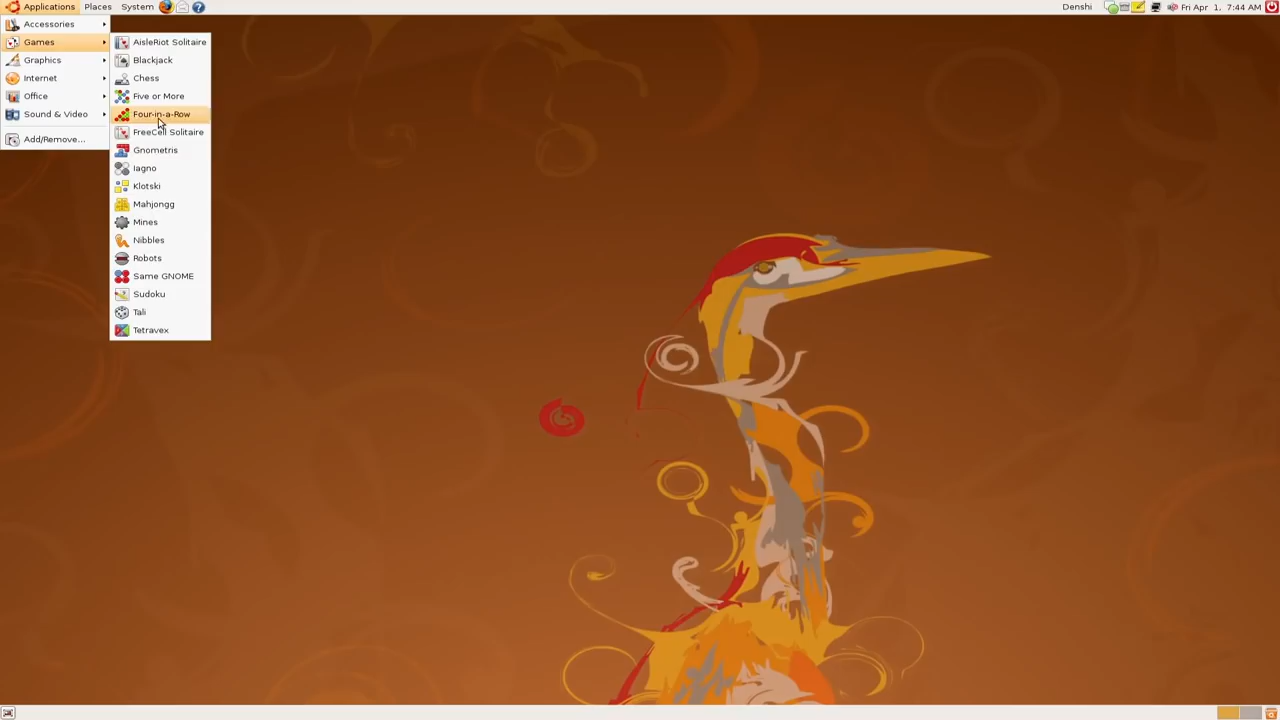 Applications Places System Denshi Fri Apr 1, 7:44 AM
Accessories
Games
Graphics
Internet
Office
Sound & Video
Add/Remove...
AisleRiot Solitaire
Blackjack
Chess
Five or More
Four-in-a-Row
FreeCell Solitaire
Gnometris
Iagno
Klotski
Mahjongg
Mines
Nibbles
Robots
Same GNOME
Sudoku
Tali
Tetravex